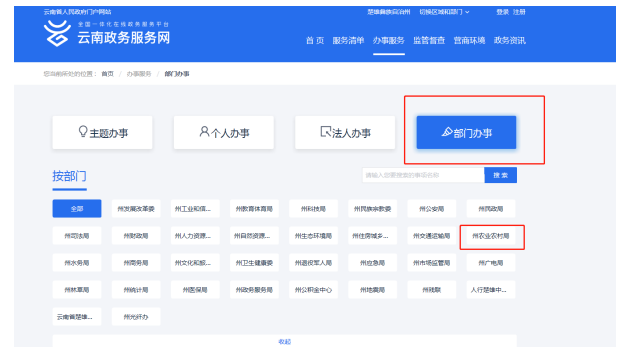 云南省人民政府门户网站 楚雄彝族自治州 切换区域和部门 登录 注册
全国一体化在线政务服务平台
云南政务服务网
首页 服务清单 办事服务 监管督查 营商环境 政务资讯
您当前所处的位置： 首页 / 办事服务 / 部门办事
主题办事 个人办事 法人办事 部门办事
按部门 请输入您要搜索的事项名称 搜索
全部 州发展改革委 州工业和信... 州教育体育局 州科技局 州民族宗教委 州公安局 州民政局
州司法局 州财政局 州人力资源... 州自然资源... 州生态环境局 州住房城乡... 州交通运输局 州农业农村局
州水务局 州商务局 州文化和旅... 州卫生健康委 州退役军人局 州应急局 州市场监管局 州广电局
州林草局 州统计局 州医保局 州政务服务局 州公积金中心 州地震局 州残联 人行楚雄中...
云南省楚雄... 州光纤办
收起